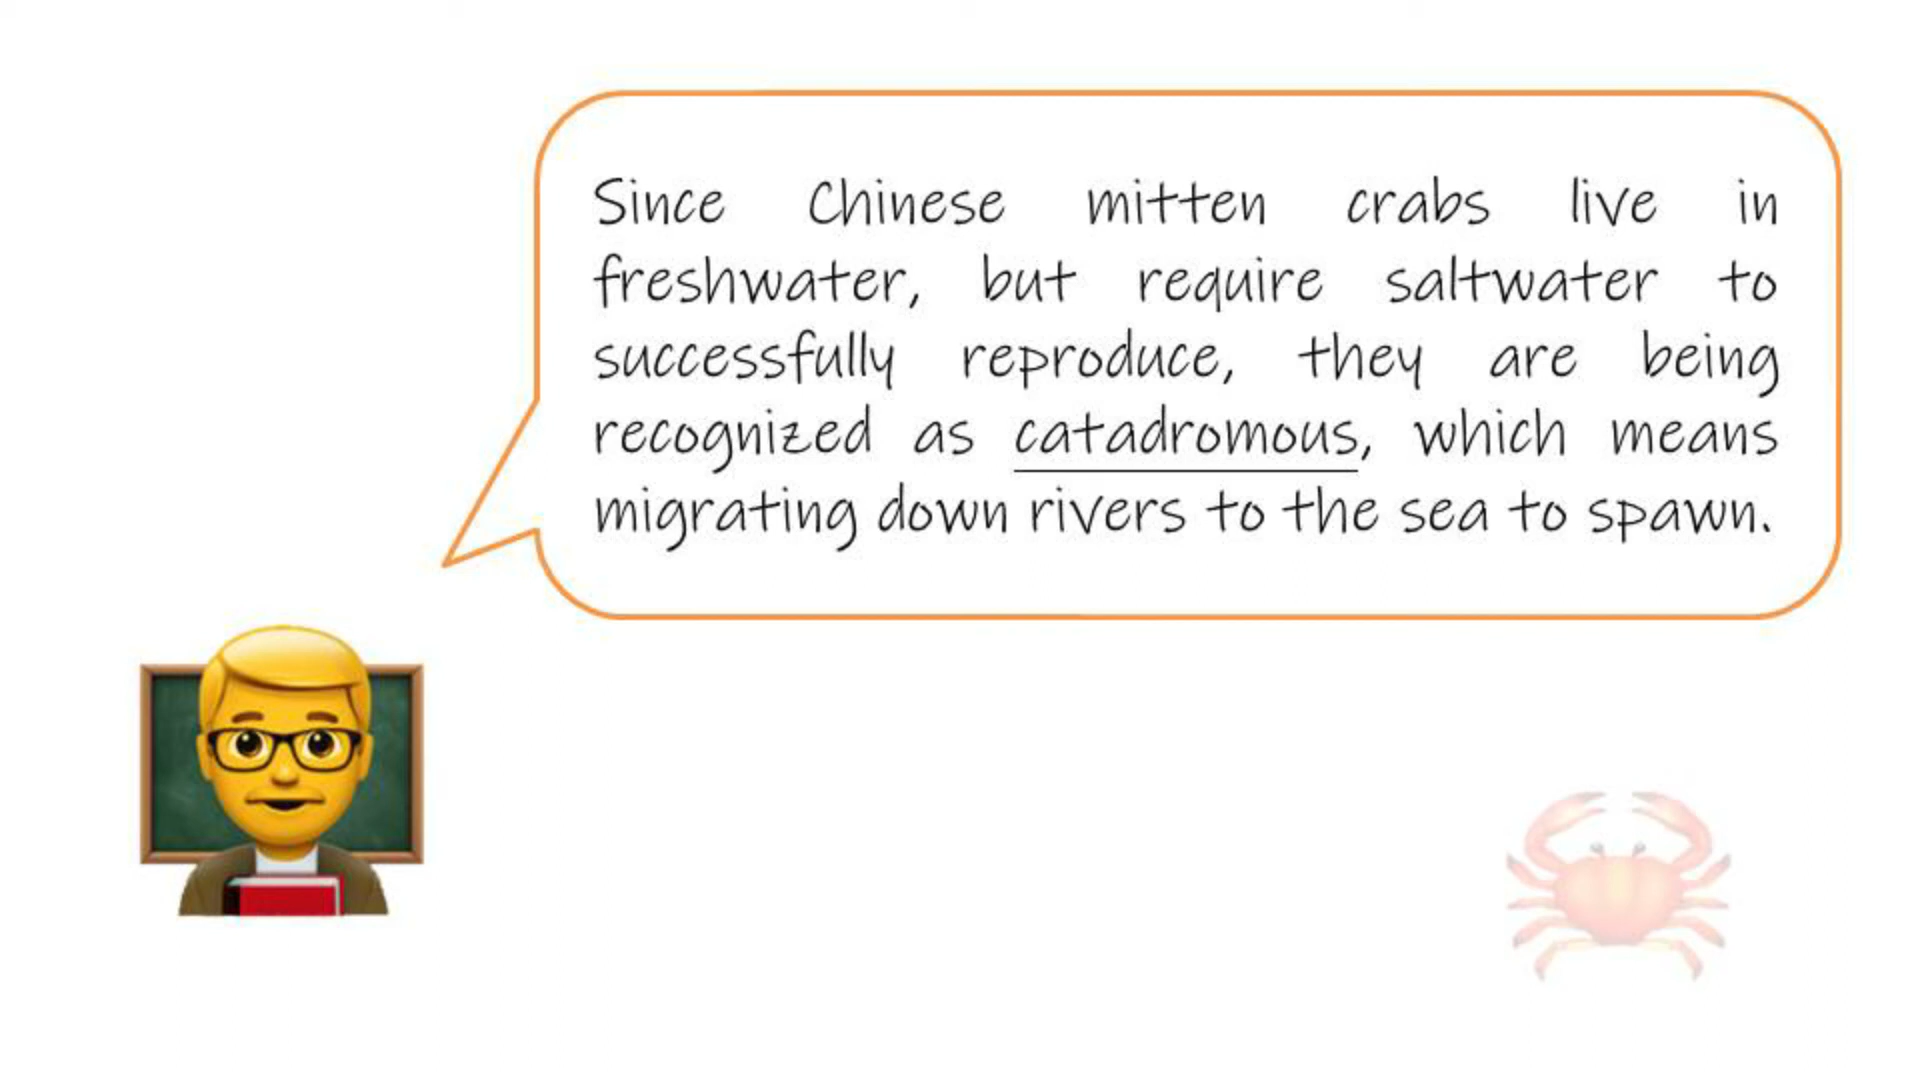 Since Chinese mitten crabs live in
freshwater, but require saltwater to
successfully reproduce, they are being
recognized as catadromous, which means
migrating down rivers to the sea to spawn.